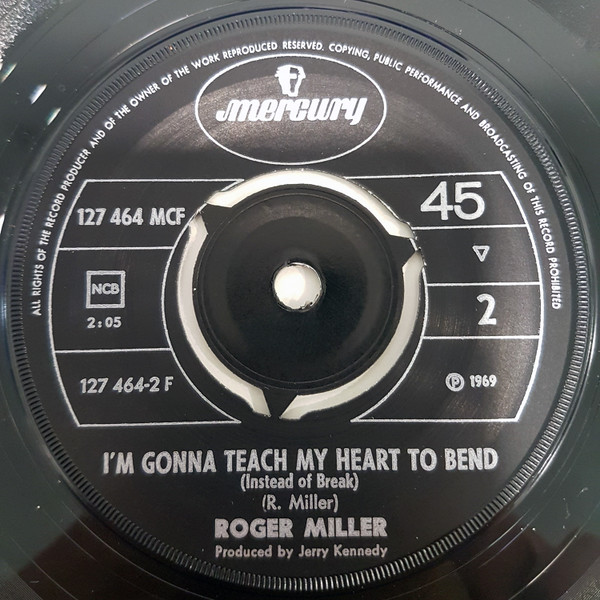 ALL RIGHTS OF THE RECORD PRODUCER AND OF THE OWNER OF THE WORK REPRODUCED RESERVED. COPYING, PUBLIC PERFORMANCE AND BROADCASTING OF THIS RECORD PROHIBITED
mercury
127 464 MCF
45
NCB
2:05
2
127 464-2 F
℗ 1969
I'M GONNA TEACH MY HEART TO BEND
(Instead of Break)
(R. Miller)
ROGER MILLER
Produced by Jerry Kennedy